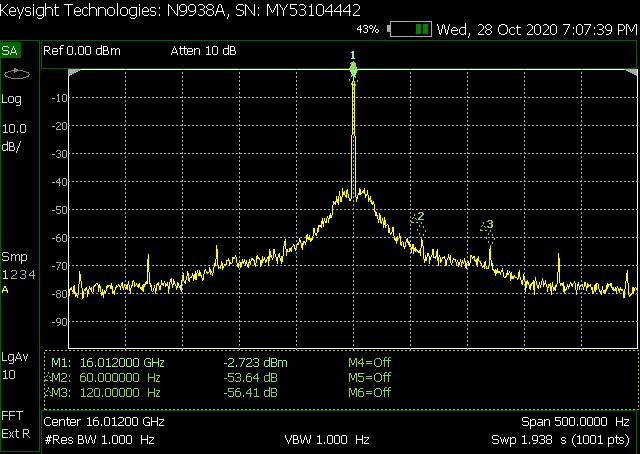 Keysight Technologies: N9938A, SN: MY53104442
43% Wed, 28 Oct 2020 7:07:39 PM
SA Ref 0.00 dBm Atten 10 dB
1
Log
-10
10.0
-20
dB/
-30
-40
-50
Δ2
Δ3
-60
Smp
-70
1234
A
-80
-90
LgAv
10
M1: 16.012000 GHz -2.723 dBm M4=Off
ΔM2: 60.000000 Hz -53.64 dB M5=Off
ΔM3: 120.00000 Hz -56.41 dB M6=Off
FFT
Ext R
Center 16.01200 GHz Span 500.0000 Hz
#Res BW 1.000 Hz VBW 1.000 Hz Swp 1.938 s (1001 pts)